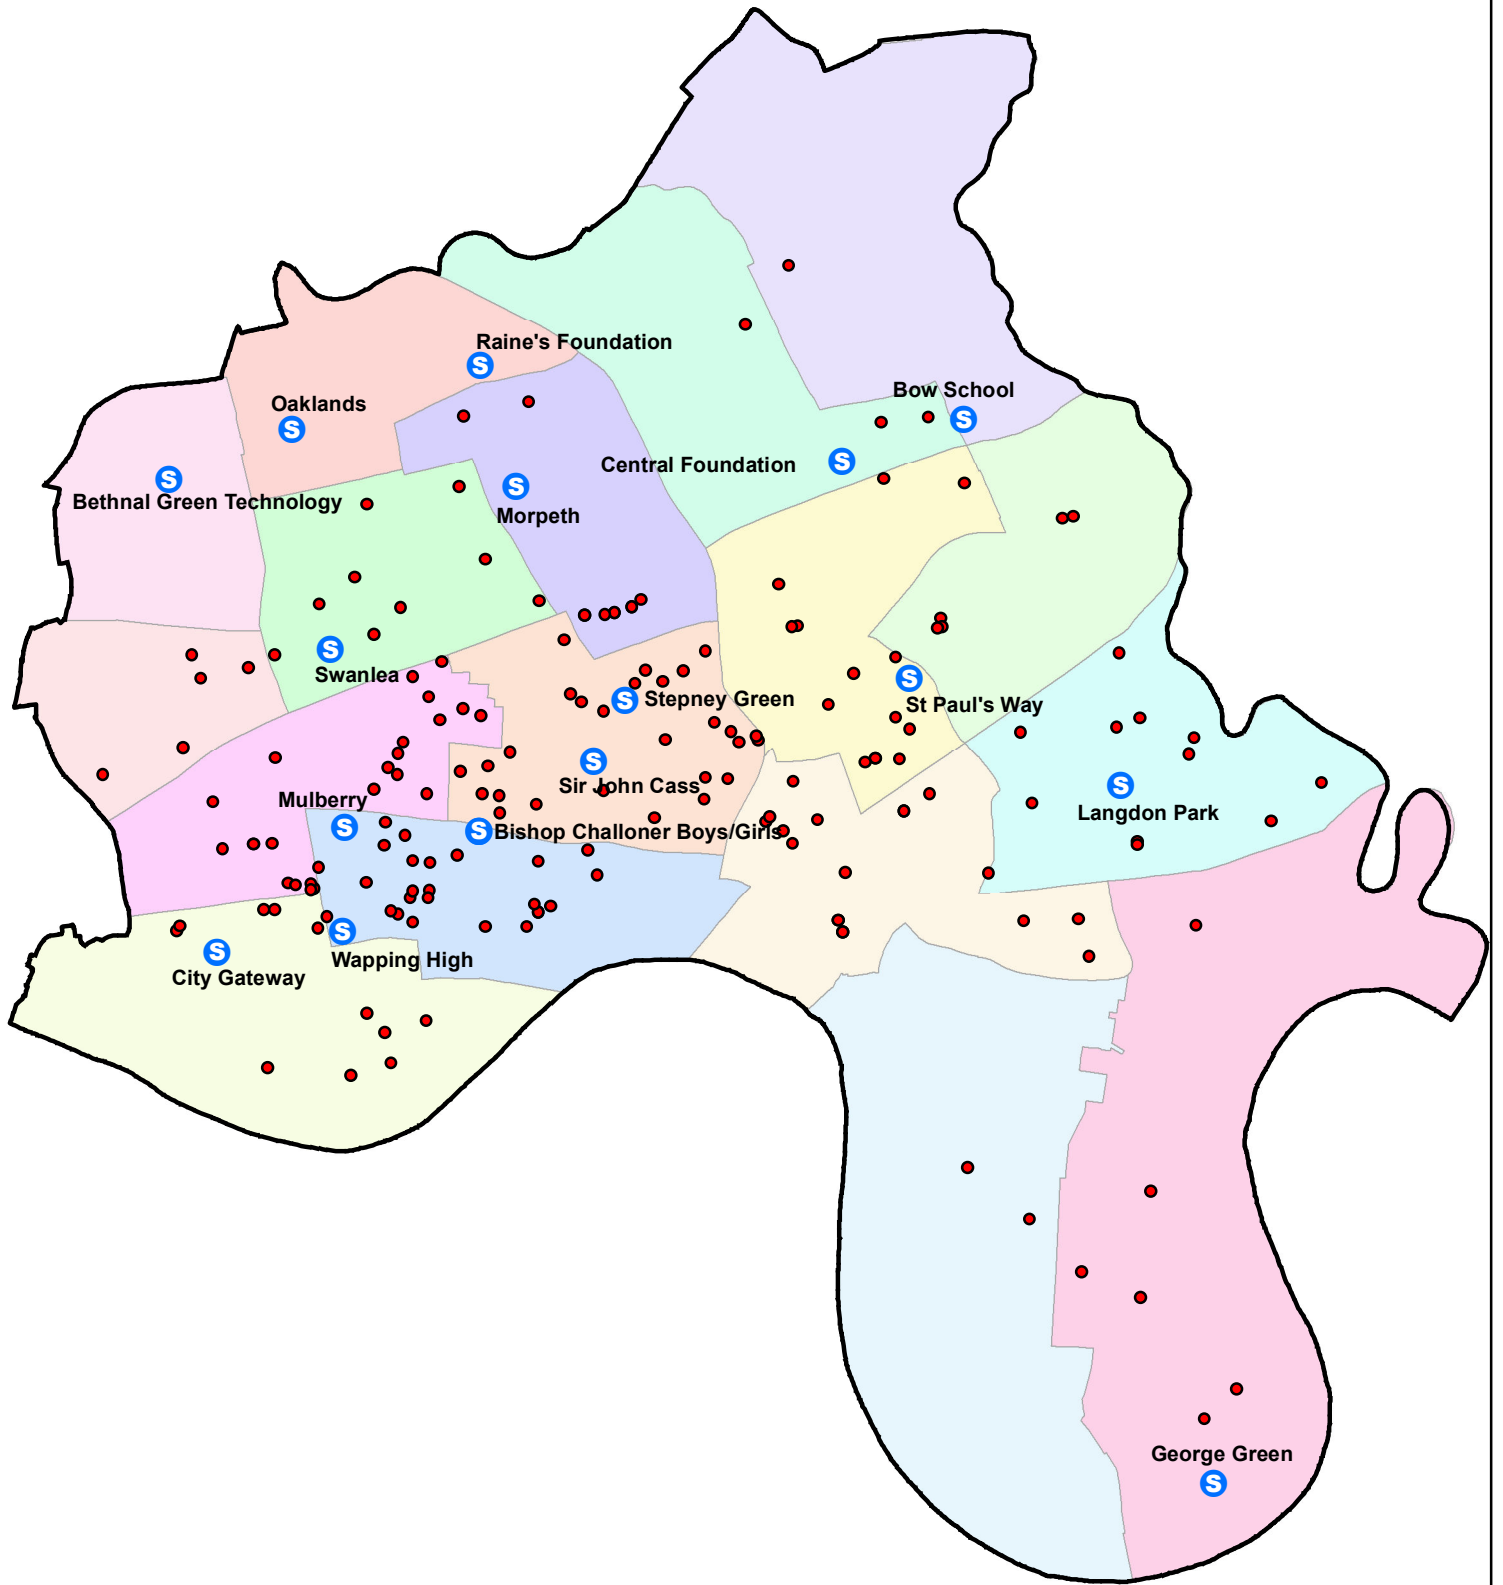 Raine's Foundation
S
Bow School
S
Oaklands
S
Central Foundation
S
S
Bethnal Green Technology
S
Morpeth
S
Swanlea
S
St Paul's Way
S
Stepney Green
S
Sir John Cass
S
Langdon Park
Mulberry
S
S
Bishop Challoner Boys/Girls
S
Wapping High
S
City Gateway
George Green
S